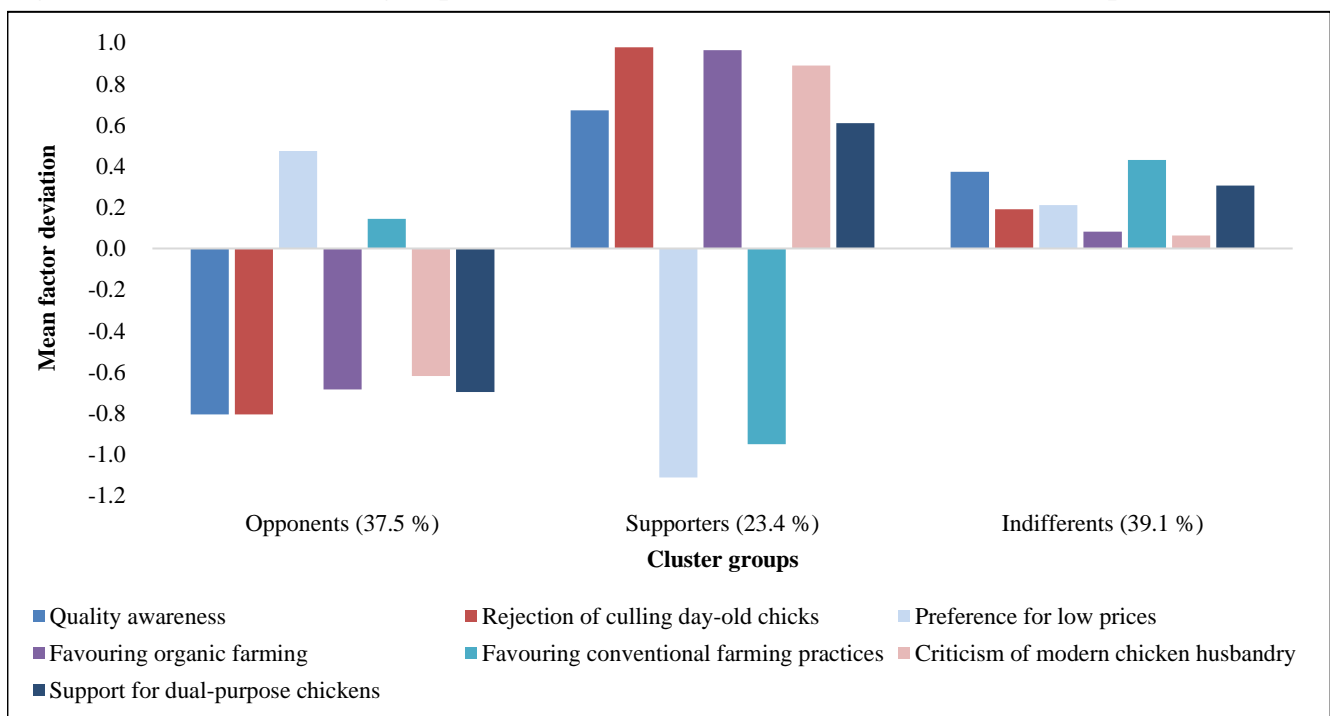 1.0
0.8
0.6
0.4
0.2
0.0
-0.2
-0.4
-0.6
-0.8
-1.0
-1.2
Mean factor deviation
Opponents (37.5 %) Supporters (23.4 %) Indifferents (39.1 %)
Cluster groups
Quality awareness Rejection of culling day-old chicks Preference for low prices
Favouring organic farming Favouring conventional farming practices Criticism of modern chicken husbandry
Support for dual-purpose chickens